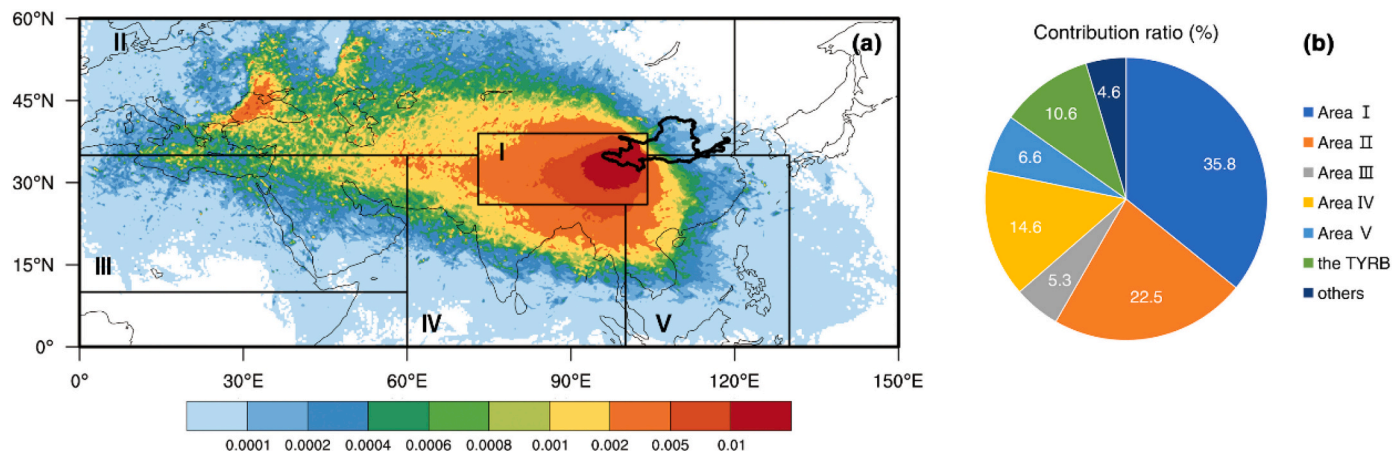 60°N
45°N
30°N
15°N
0°
II
(a)
I
III
IV
V
0°
30°E
60°E
90°E
120°E
150°E
0.0001
0.0002
0.0004
0.0006
0.0008
0.001
0.002
0.005
0.01
Contribution ratio (%)
(b)
4.6
10.6
35.8
6.6
14.6
5.3
22.5
Area Ⅰ
Area Ⅱ
Area Ⅲ
Area Ⅳ
Area Ⅴ
the TYRB
others